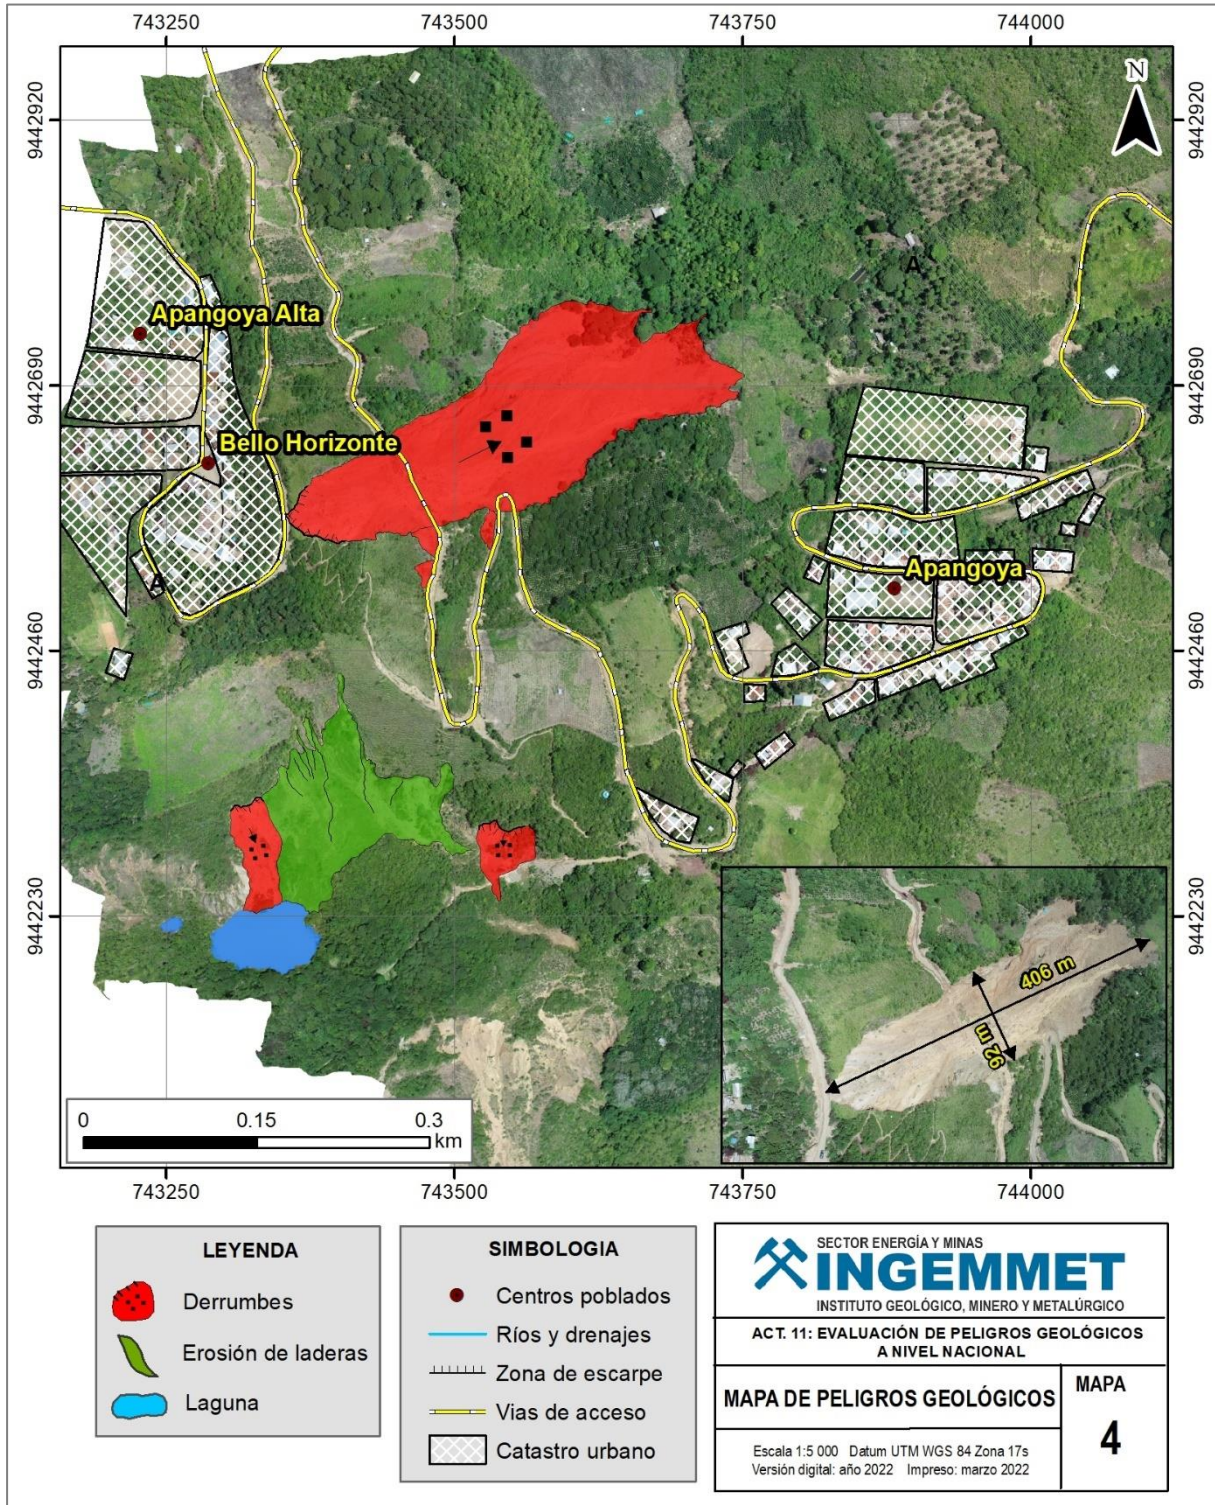 743250
743500
743750
744000
9442920
9442920
N
A
Apangoya Alta
9442690
9442690
Bello Horizonte
A
Apangoya
9442460
9442460
9442230
9442230
406 m
92 m
0
0.15
0.3
km
743250
743500
743750
744000
LEYENDA
Derrumbes
Erosión de laderas
Laguna
SIMBOLOGIA
Centros poblados
Ríos y drenajes
Zona de escarpe
Vias de acceso
Catastro urbano
SECTOR ENERGÍA Y MINAS
INGEMMET
INSTITUTO GEOLÓGICO, MINERO Y METALÚRGICO
ACT. 11: EVALUACIÓN DE PELIGROS GEOLÓGICOS
A NIVEL NACIONAL
MAPA DE PELIGROS GEOLÓGICOS
MAPA
4
Escala 1:5 000 Datum UTM WGS 84 Zona 17s
Versión digital: año 2022 Impreso: marzo 2022